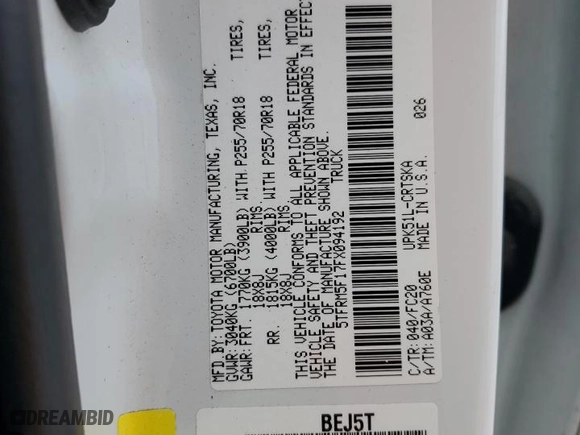 MFD.BY: TOYOTA MOTOR MANUFACTURING, TEXAS, INC.
GVWR: 3040KG (6700LB)
GAWR: FRT. 1770KG (3900LB) WITH P255/70R18 TIRES,
18X8J RIMS.
RR. 1815KG (4000LB) WITH P255/70R18 TIRES,
18X8J RIMS.
THIS VEHICLE CONFORMS TO ALL APPLICABLE FEDERAL MOTOR
VEHICLE SAFETY AND THEFT PREVENTION STANDARDS IN EFFECT
THE DATE OF MANUFACTURE SHOWN ABOVE.
5TFRM5F17FX094192 TRUCK
C/TR: 040/FC20 UPK51L-CRTSKA 026
A/TM: A03A/A760E MADE IN U.S.A.
BEJ5T
CIDREAMBID